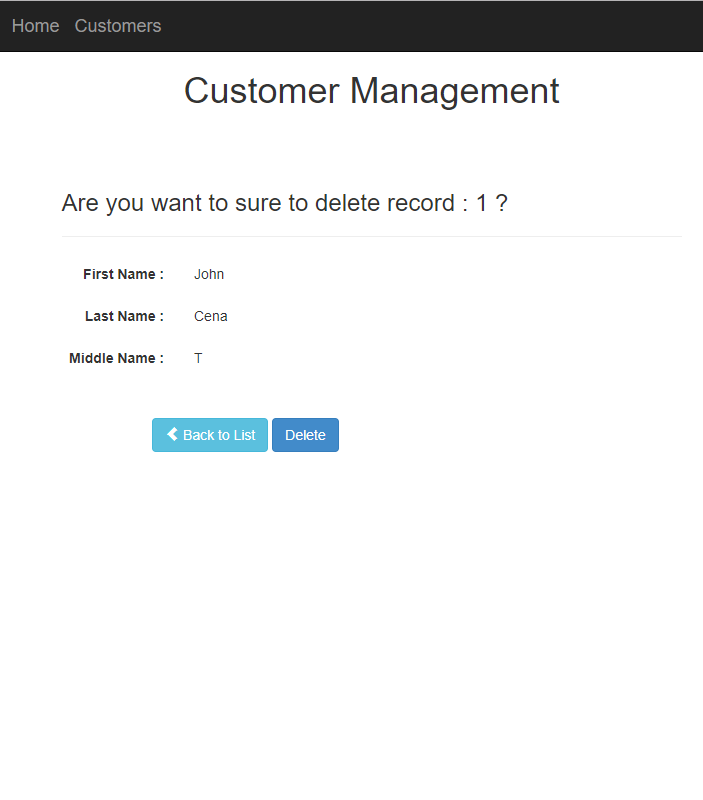 Home Customers
Customer Management
Are you want to sure to delete record : 1 ?
First Name : John
Last Name : Cena
Middle Name : T
Back to List Delete